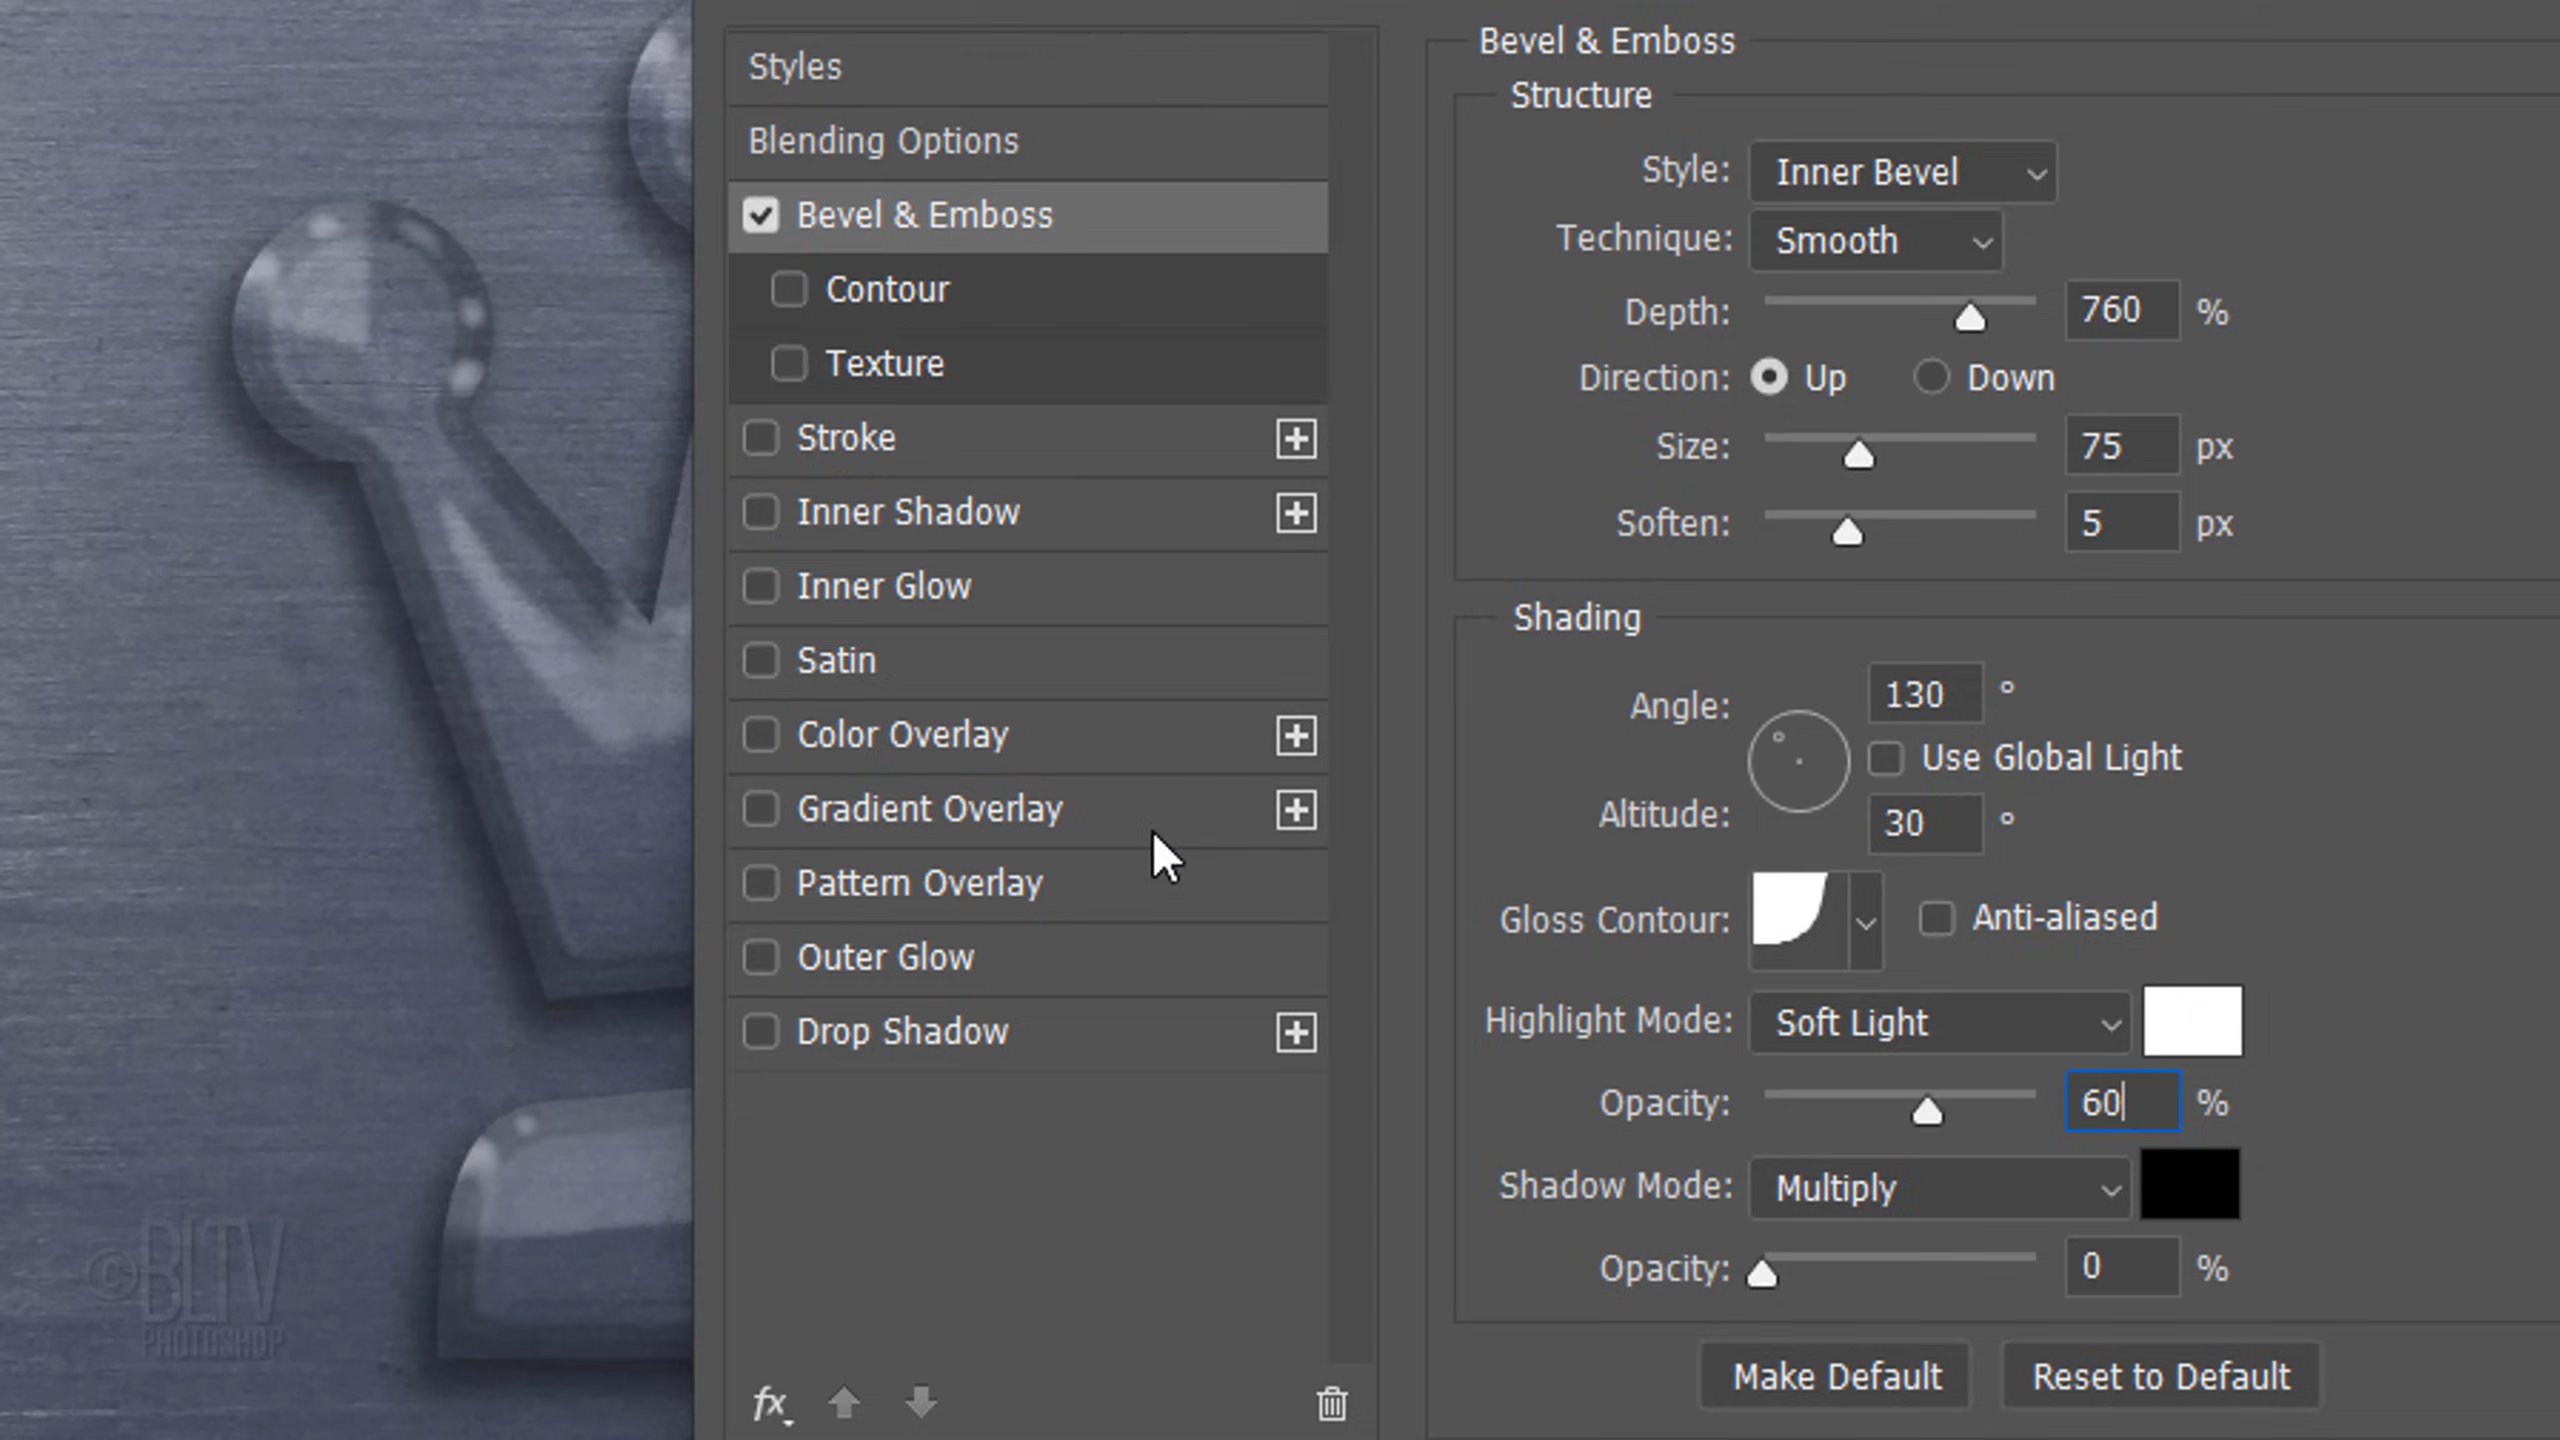 Styles
Blending Options
Bevel & Emboss
Contour
Texture
Stroke
Inner Shadow
Inner Glow
Satin
Color Overlay
Gradient Overlay
Pattern Overlay
Outer Glow
Drop Shadow
fx
Bevel & Emboss
Structure
Style: Inner Bevel
Technique: Smooth
Depth: 760 %
Direction: Up Down
Size: 75 px
Soften: 5 px
Shading
Angle: 130 °
Use Global Light
Altitude: 30 °
Gloss Contour: Anti-aliased
Highlight Mode: Soft Light
Opacity: 60 %
Shadow Mode: Multiply
Opacity: 0 %
Make Default Reset to Default
©BLTV
PHOTOSHOP